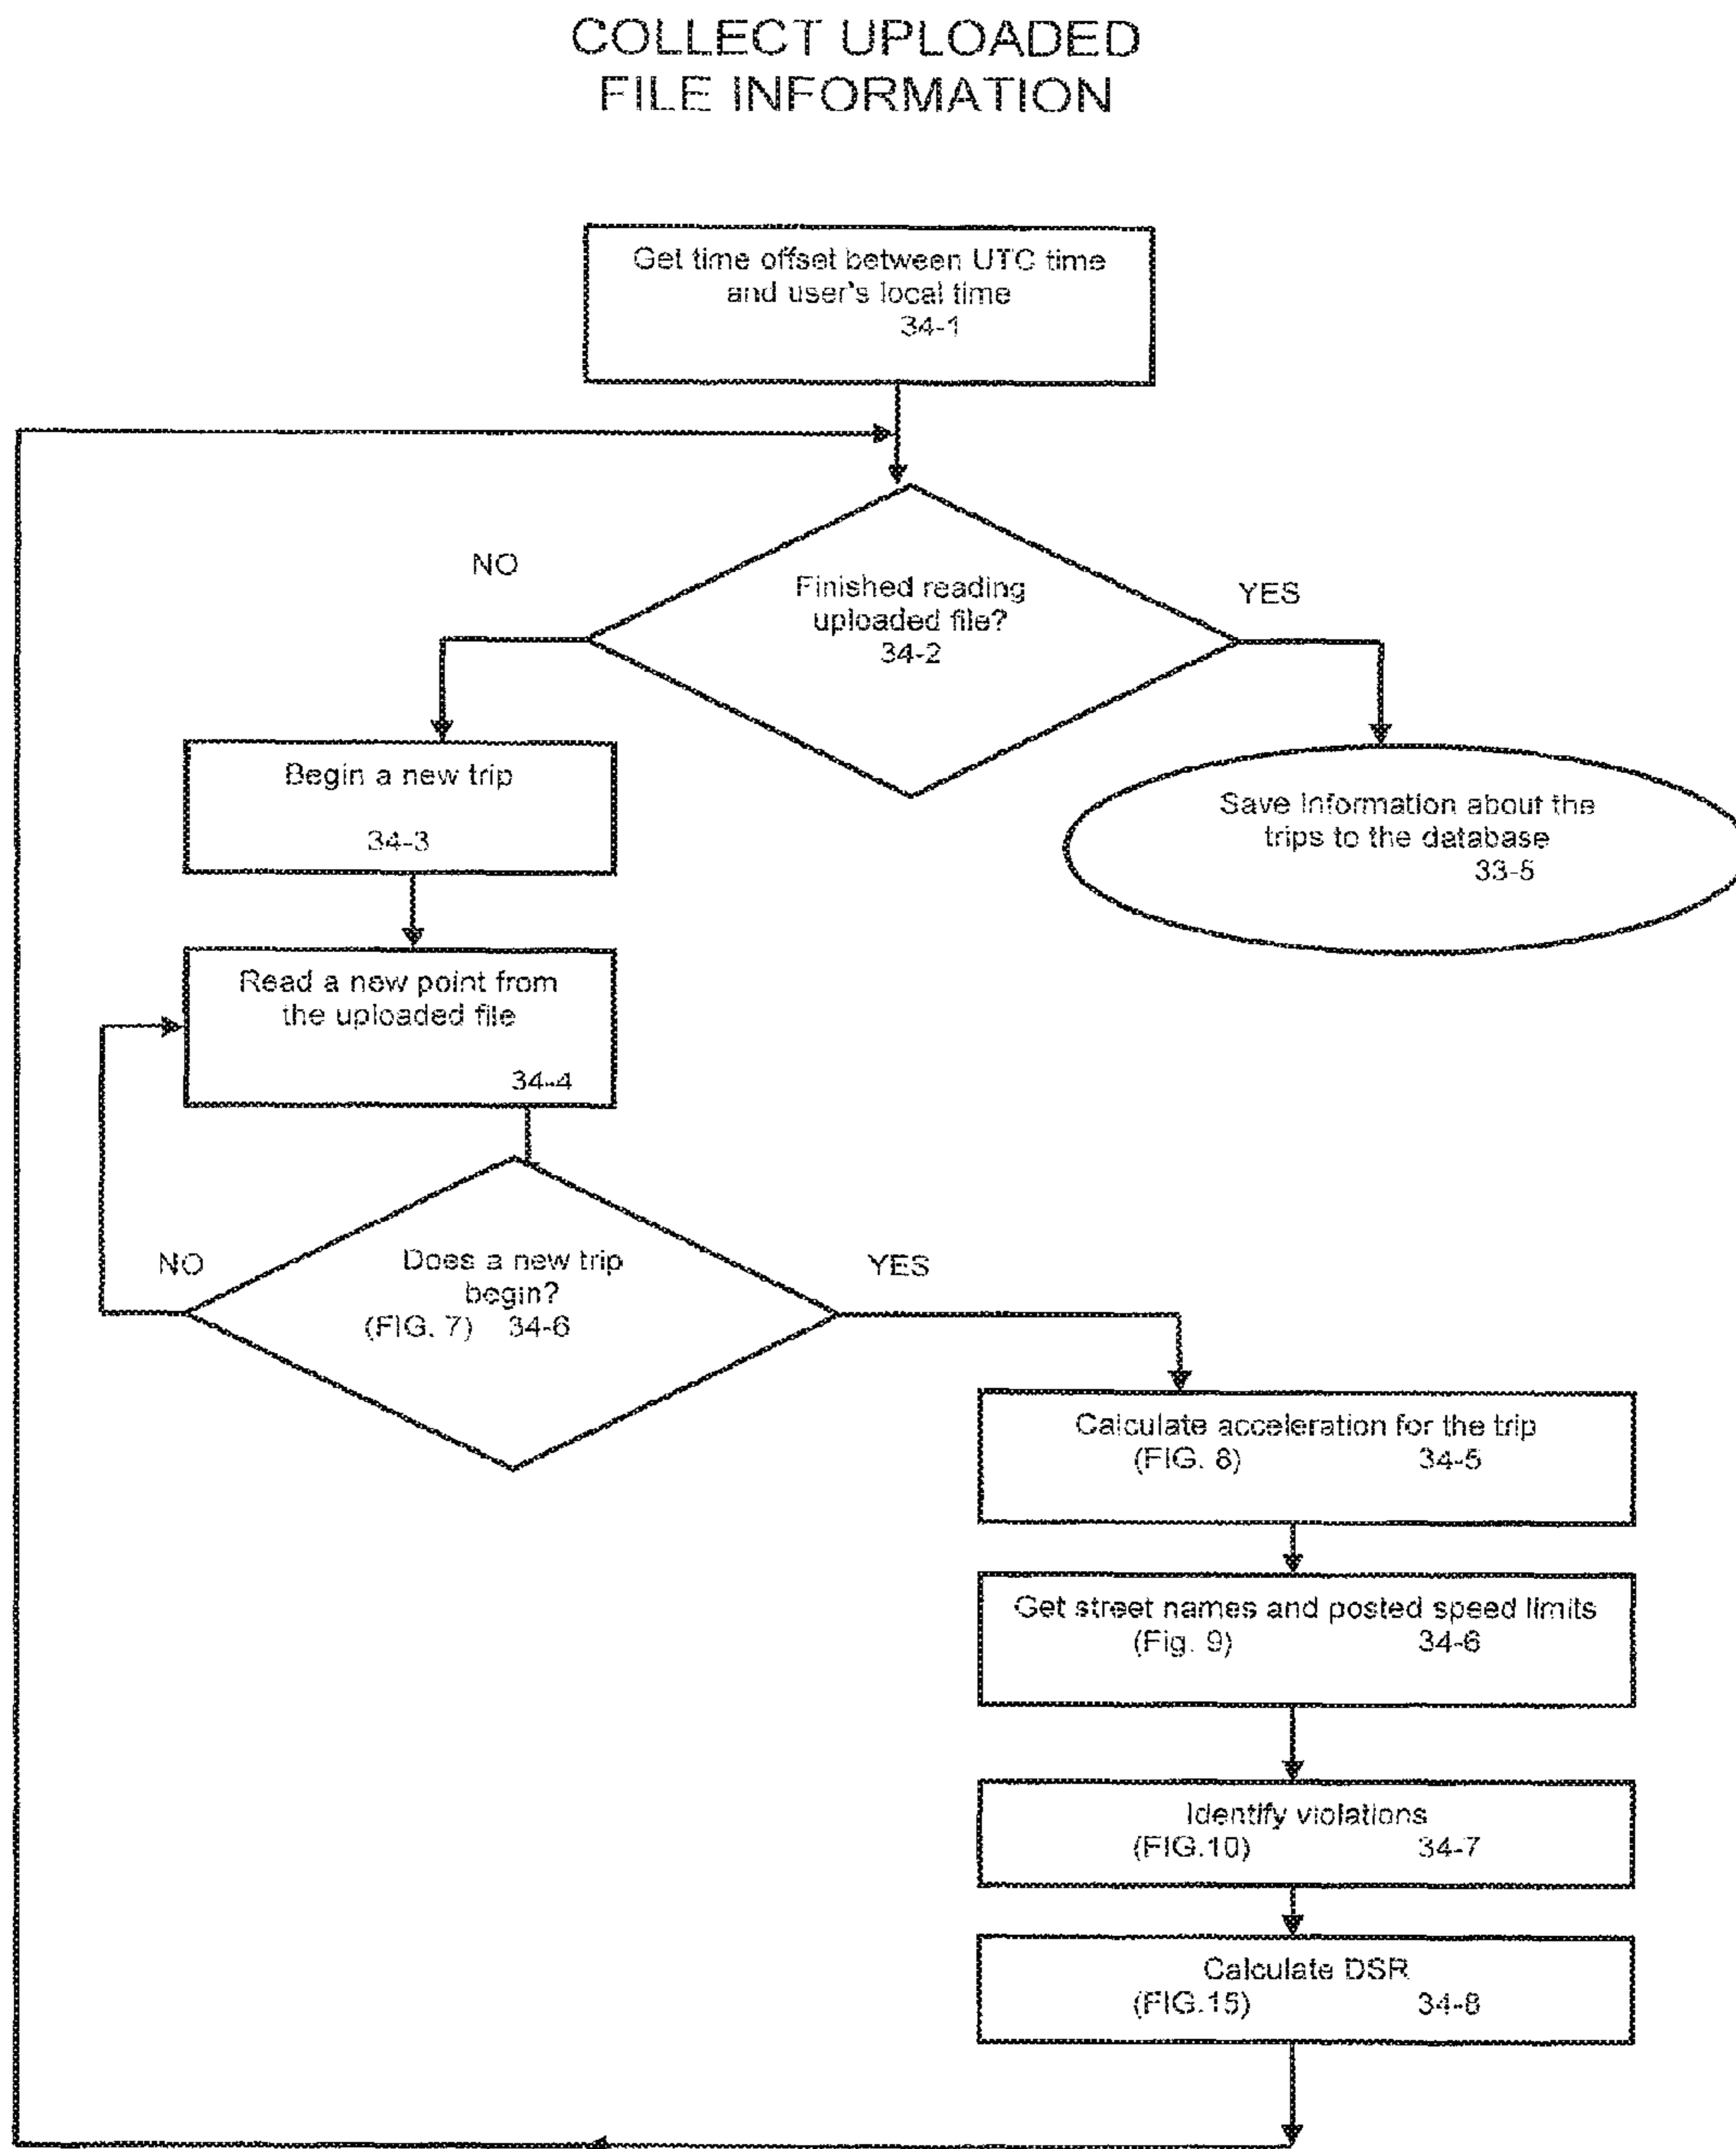 COLLECT UPLOADED
FILE INFORMATION
Get time offset between UTC time
and user's local time
34-1
NO
Finished reading
uploaded file?
34-2
YES
Begin a new trip
34-3
Save information about the
trips to the database
33-5
Read a new point from
the uploaded file
34-4
NO
Does a new trip
begin?
(FIG. 7) 34-6
YES
Calculate acceleration for the trip
(FIG. 8) 34-5
Get street names and posted speed limits
(Fig. 9) 34-6
Identify violations
(FIG.10) 34-7
Calculate DSR
(FIG.15) 34-8